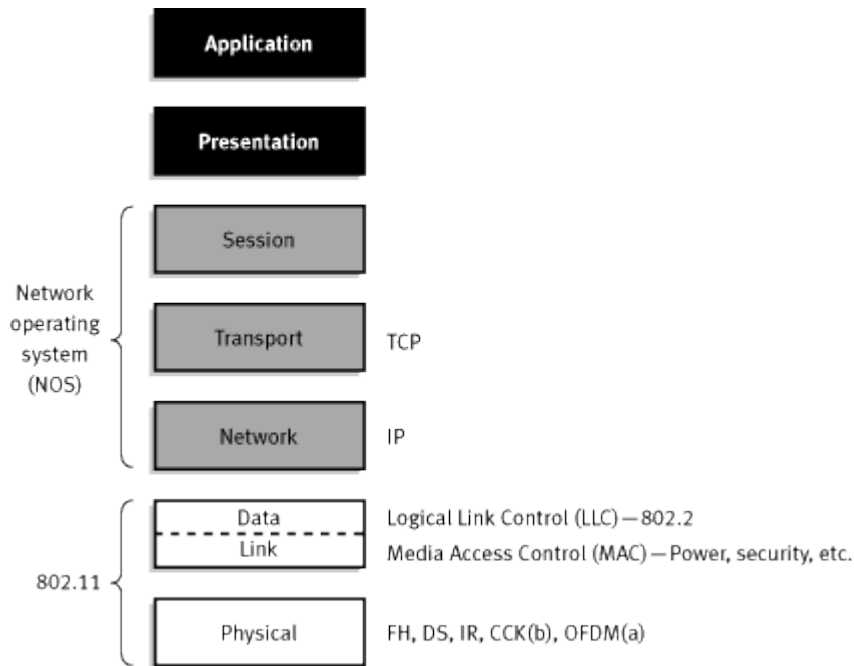 Application
Presentation
Session
Network
operating
system
(NOS)
Transport
TCP
Network
IP
Data
Logical Link Control (LLC)—802.2
Link
Media Access Control (MAC)—Power, security, etc.
802.11
Physical
FH, DS, IR, CCK(b), OFDM(a)